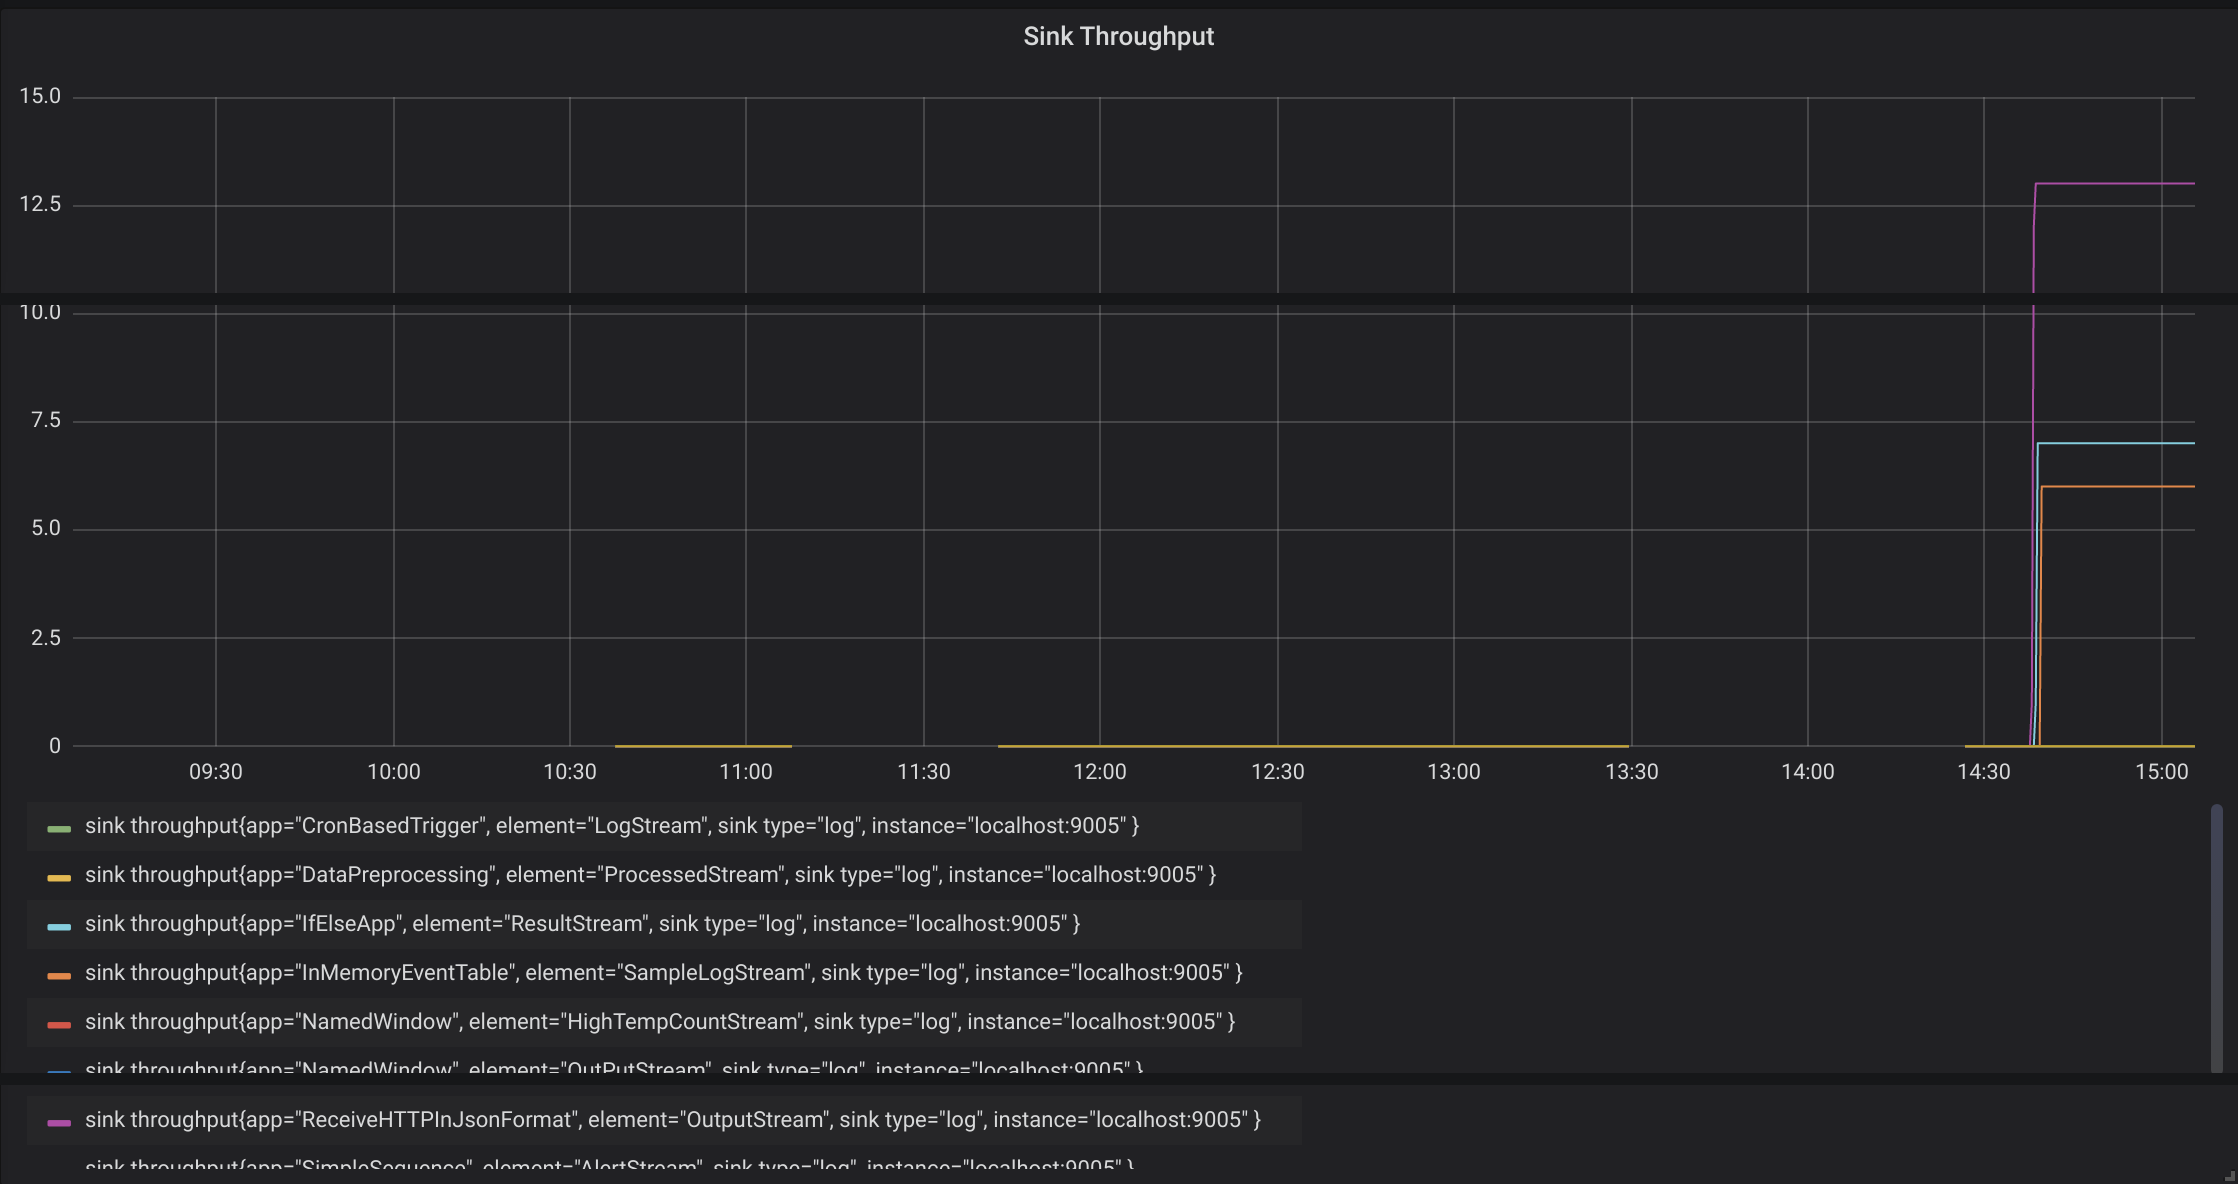 Sink Throughput
15.0
12.5
10.0
7.5
5.0
2.5
0
09:30 10:00 10:30 11:00 11:30 12:00 12:30 13:00 13:30 14:00 14:30 15:00
sink throughput{app="CronBasedTrigger", element="LogStream", sink type="log", instance="localhost:9005" }
sink throughput{app="DataPreprocessing", element="ProcessedStream", sink type="log", instance="localhost:9005" }
sink throughput{app="IfElseApp", element="ResultStream", sink type="log", instance="localhost:9005" }
sink throughput{app="InMemoryEventTable", element="SampleLogStream", sink type="log", instance="localhost:9005" }
sink throughput{app="NamedWindow", element="HighTempCountStream", sink type="log", instance="localhost:9005" }
sink throughput{app="NamedWindow", element="OutPutStream", sink type="log", instance="localhost:9005" }
sink throughput{app="ReceiveHTTPInJsonFormat", element="OutputStream", sink type="log", instance="localhost:9005" }
sink throughput{app="SimpleSequence", element="AlertStream", sink type="log", instance="localhost:9005" }